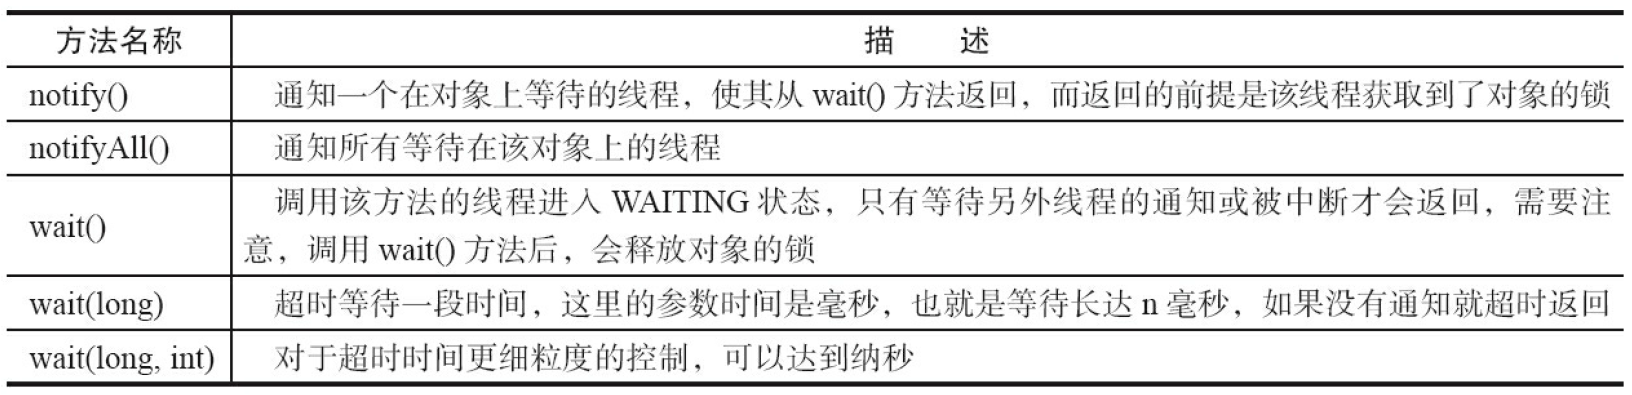 方法名称 描 述
notify() 通知一个在对象上等待的线程，使其从 wait() 方法返回，而返回的前提是该线程获取到了对象的锁
notifyAll() 通知所有等待在该对象上的线程
wait() 调用该方法的线程进入 WAITING 状态，只有等待另外线程的通知或被中断才会返回，需要注
意，调用 wait() 方法后，会释放对象的锁
wait(long) 超时等待一段时间，这里的参数时间是毫秒，也就是等待长达 n 毫秒，如果没有通知就超时返回
wait(long, int) 对于超时时间更细粒度的控制，可以达到纳秒